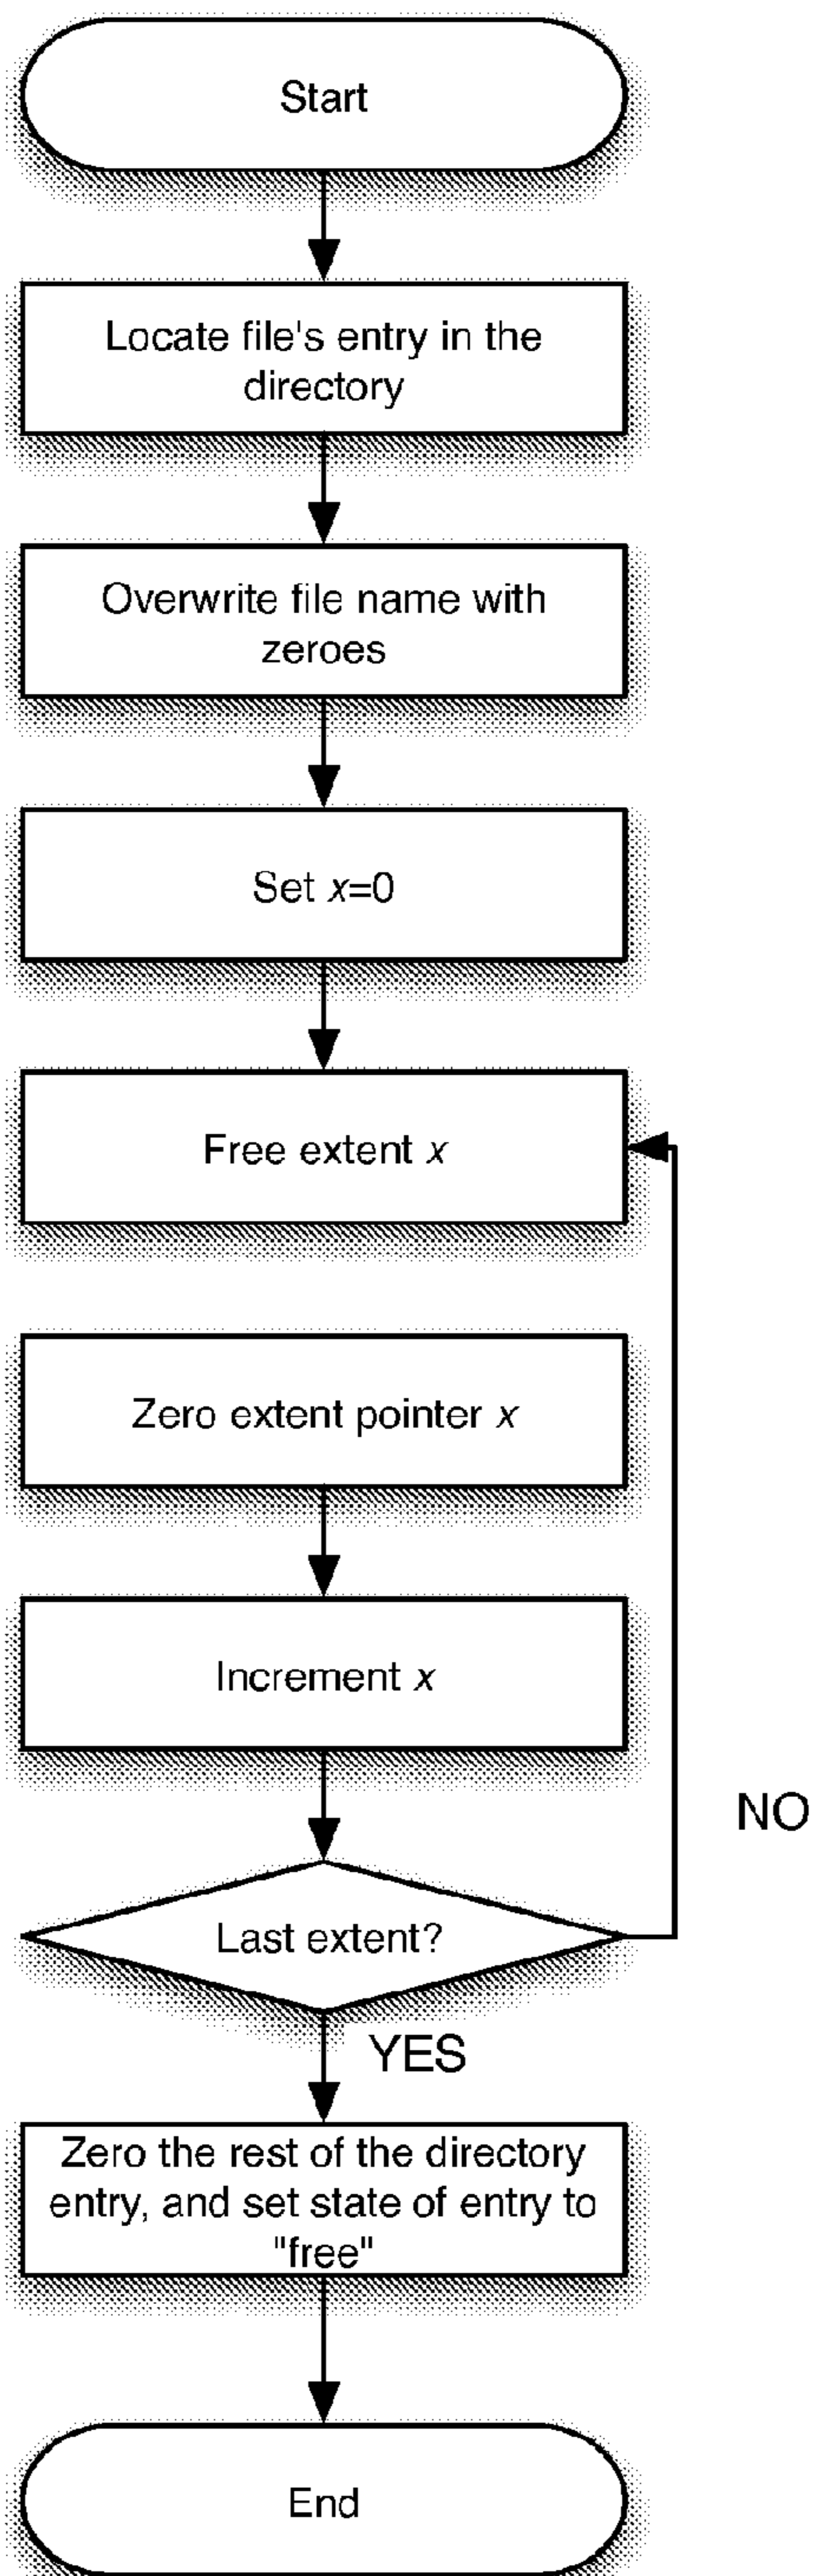 Start
Locate file's entry in the
directory
Overwrite file name with
zeroes
Set x=0
Free extent x
Zero extent pointer x
Increment x
NO
Last extent?
YES
Zero the rest of the directory
entry, and set state of entry to
"free"
End